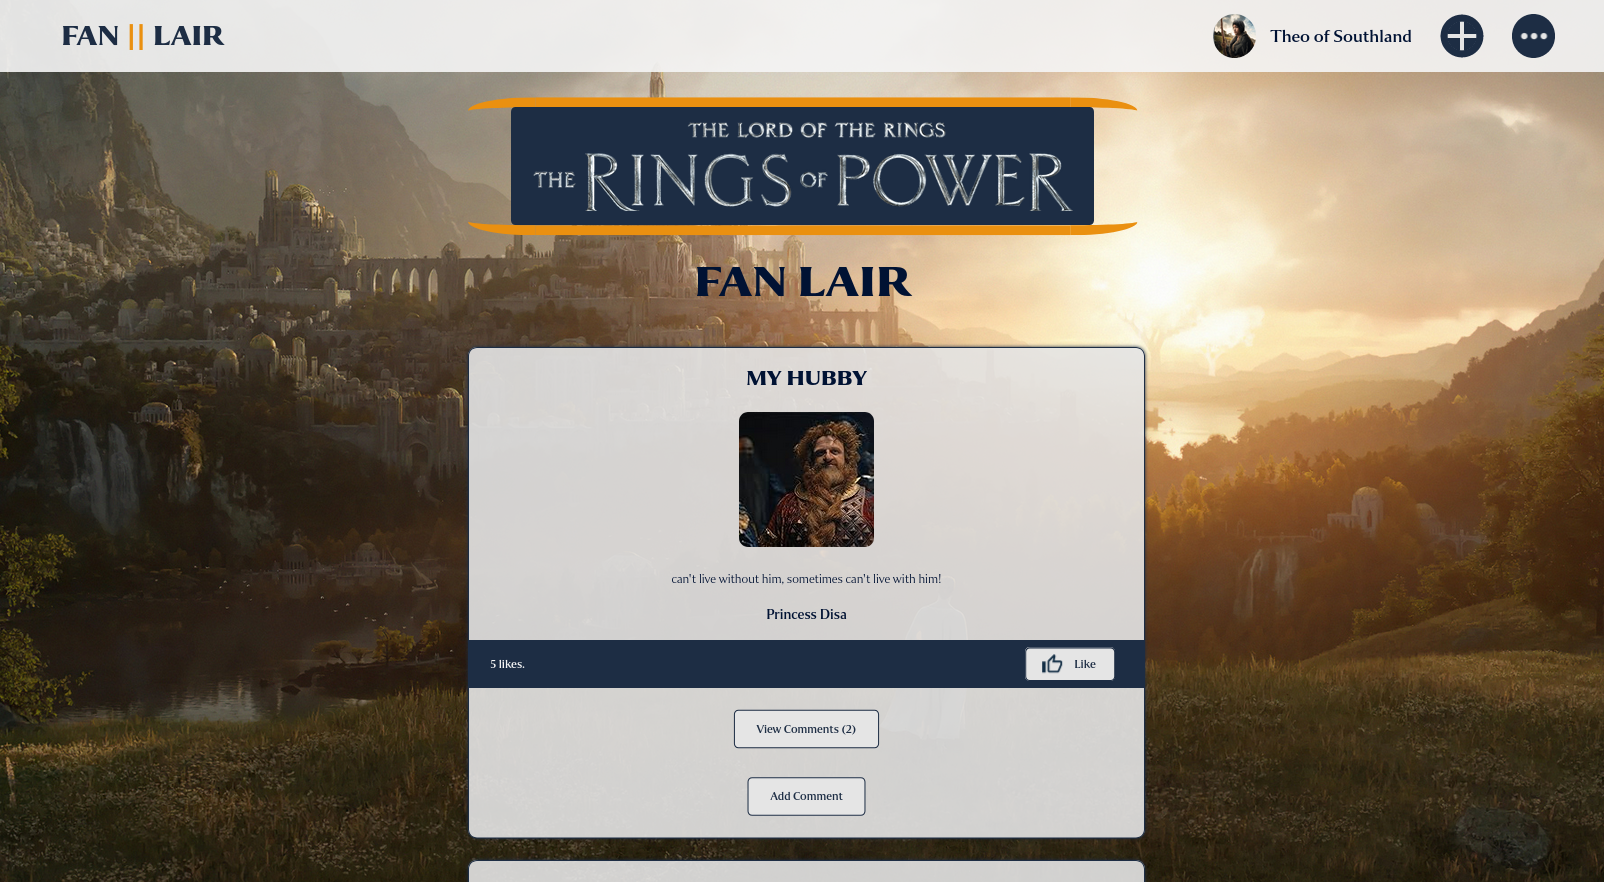 FAN || LAIR
Theo of Southland
THE LORD OF THE RINGS
THE RINGS OF POWER
FAN LAIR
MY HUBBY
can't live without him, sometimes can't live with him!
Princess Disa
5 likes.
Like
View Comments (2)
Add Comment